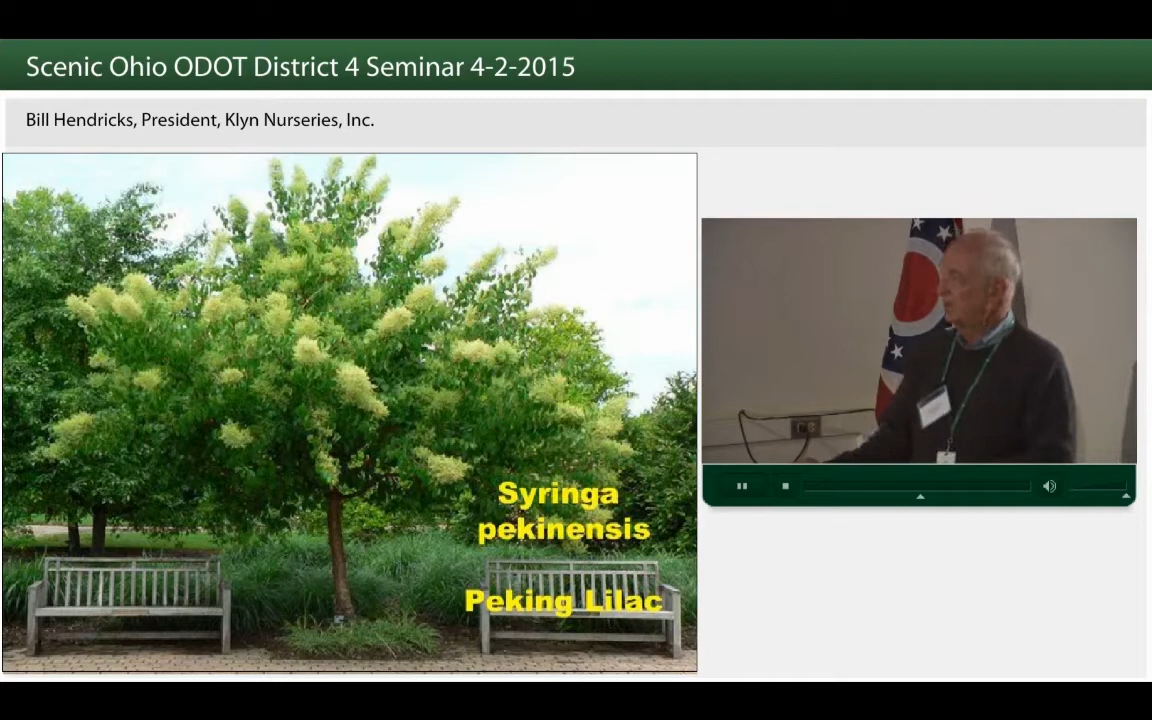 Scenic Ohio ODOT District 4 Seminar 4-2-2015
Bill Hendricks, President, Klyn Nurseries, Inc.
Syringa
pekinensis
Peking Lilac